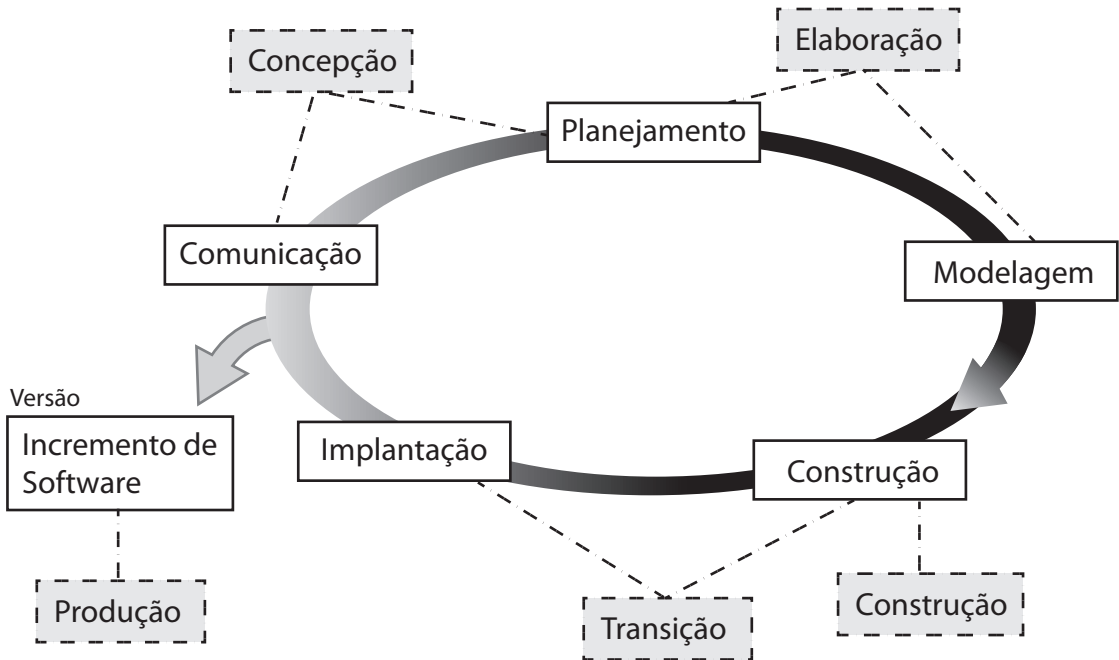 Elaboração
Concepção
Planejamento
Comunicação
Modelagem
Versão
Incremento de
Software
Implantação
Construção
Produção
Transição
Construção